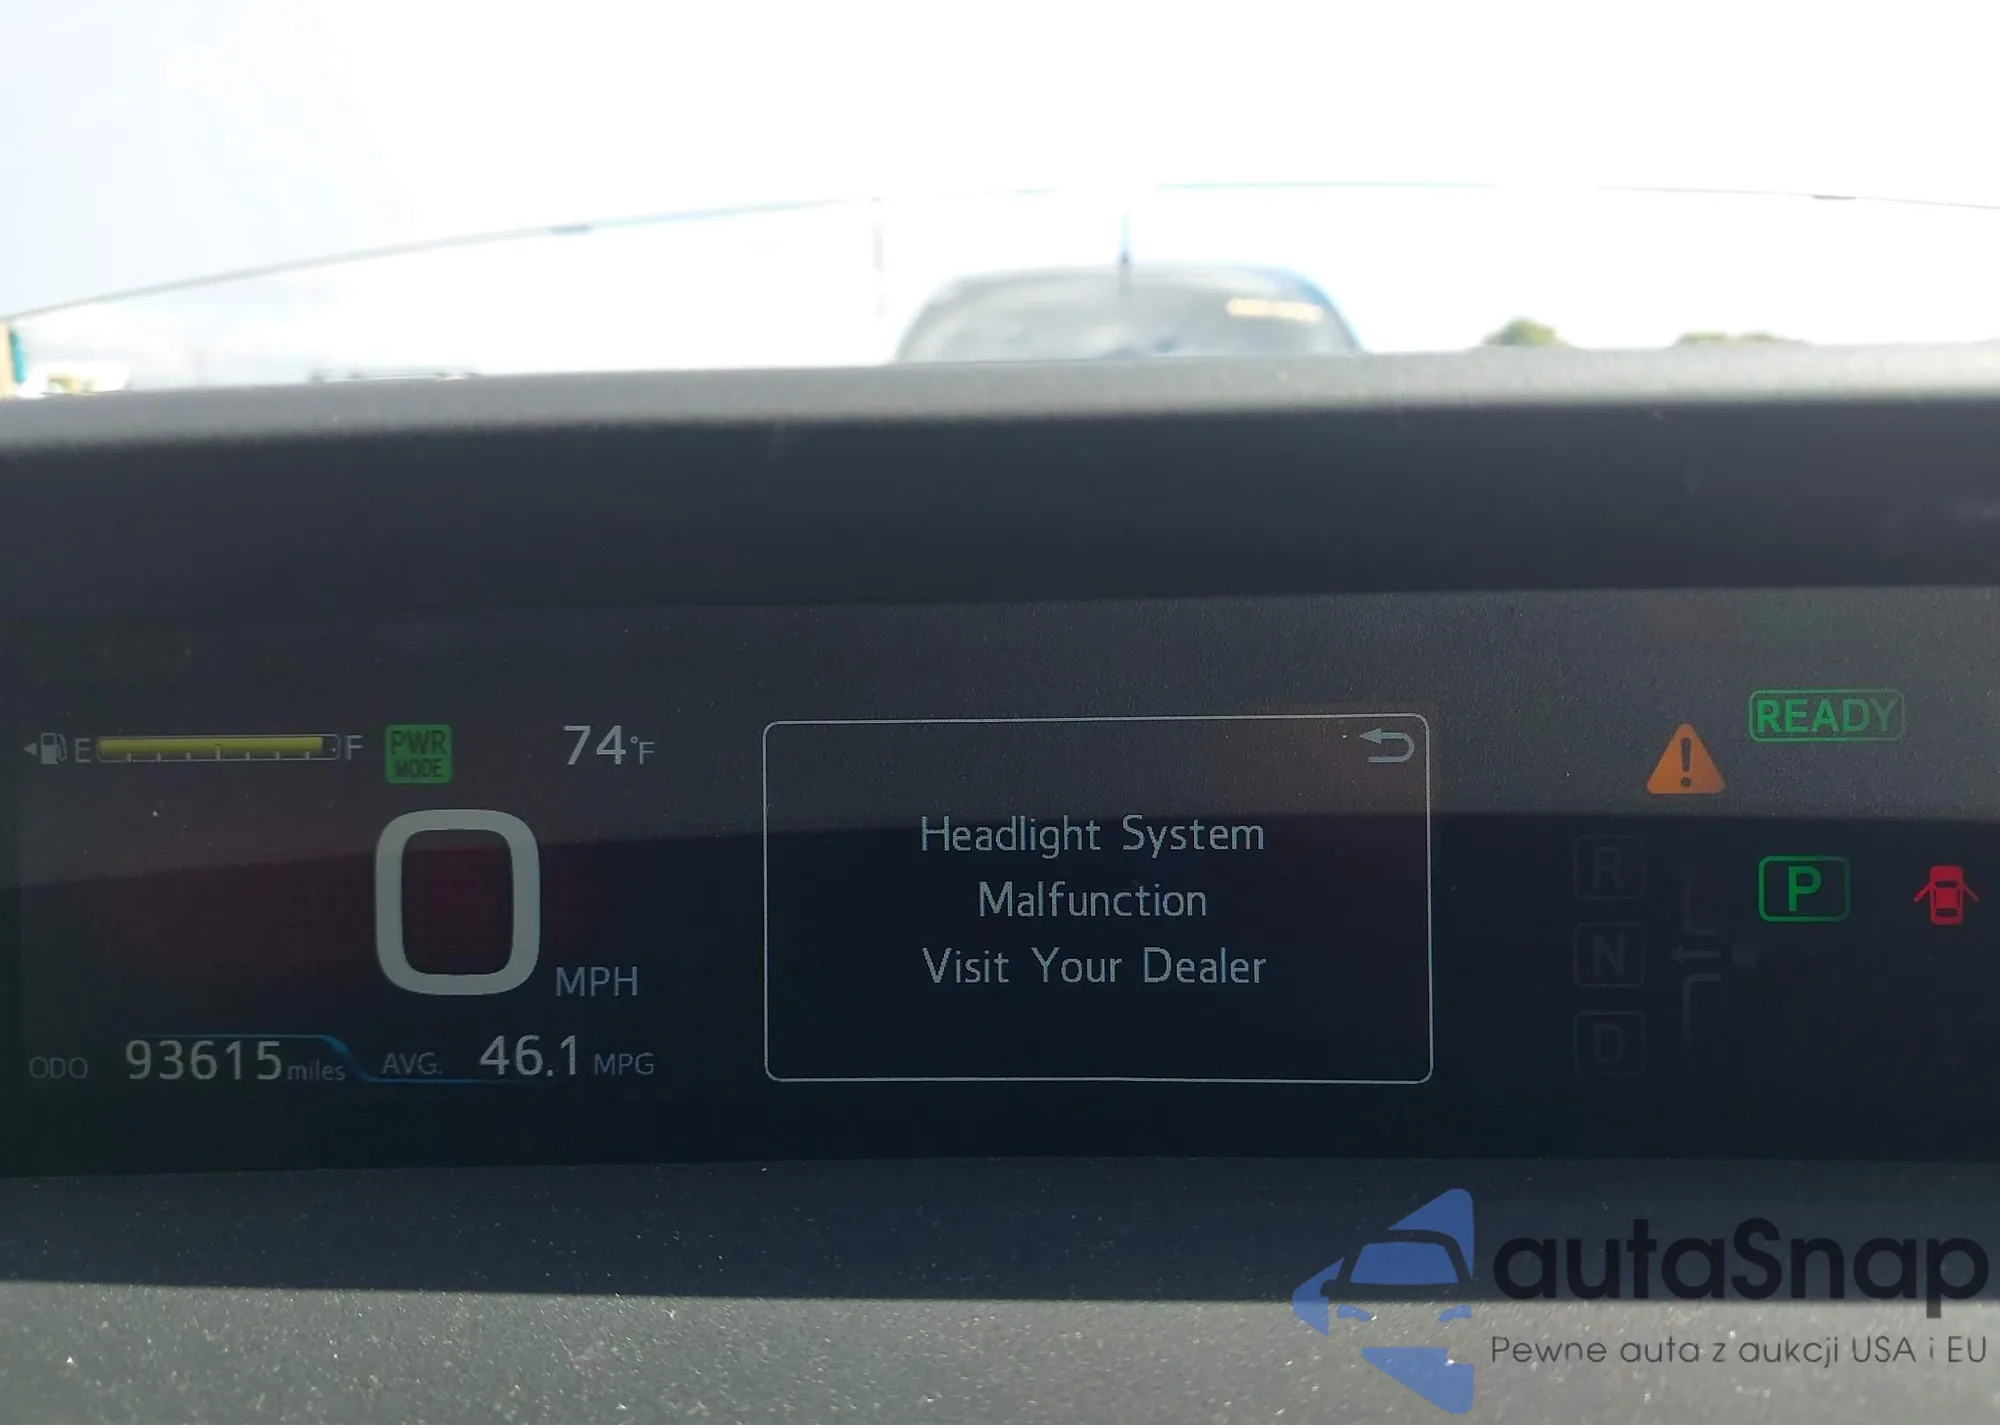 E F
PWR
MODE
74°F
0 MPH
ODO 93615 miles AVG. 46.1 MPG
Headlight System
Malfunction
Visit Your Dealer
READY
R
P
N
D
autaSnap
Pewne auta z aukcji USA i EU